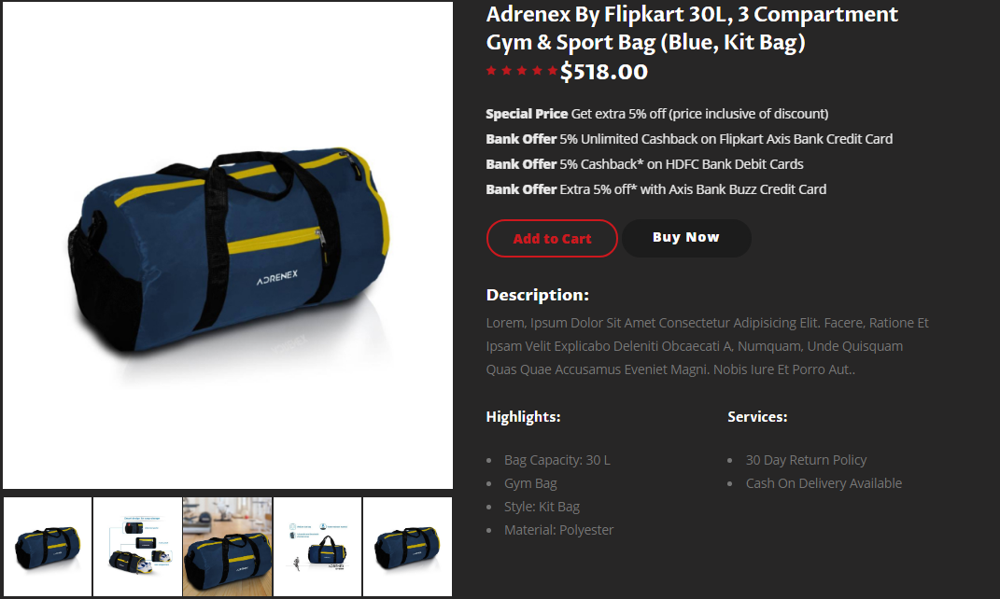 Adrenex By Flipkart 30L, 3 Compartment
Gym & Sport Bag (Blue, Kit Bag)
$518.00
Special Price Get extra 5% off (price inclusive of discount)
Bank Offer 5% Unlimited Cashback on Flipkart Axis Bank Credit Card
Bank Offer 5% Cashback* on HDFC Bank Debit Cards
Bank Offer Extra 5% off* with Axis Bank Buzz Credit Card
Add to Cart
Buy Now
ADRENEX
Description:
Lorem, Ipsum Dolor Sit Amet Consectetur Adipisicing Elit. Facere, Ratione Et
Ipsam Velit Explicabo Deleniti Obcaecati A, Numquam, Unde Quisquam
Quas Quae Accusamus Eveniet Magni. Nobis Iure Et Porro Aut..
Highlights:
Bag Capacity: 30 L
Gym Bag
Style: Kit Bag
Material: Polyester
Services:
30 Day Return Policy
Cash On Delivery Available
ADRENEX